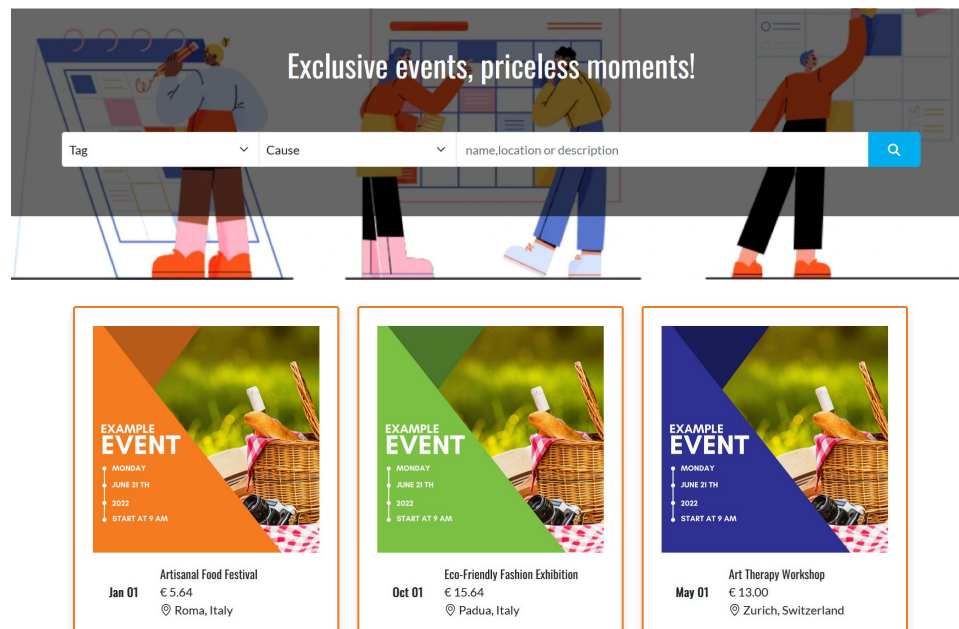 Exclusive events, priceless moments!
Tag
Cause
name,location or description
EXAMPLE
EVENT
MONDAY
JUNE 21 TH
2022
START AT 9 AM
Jan 01
Artisanal Food Festival
€ 5.64
Roma, Italy
EXAMPLE
EVENT
MONDAY
JUNE 21 TH
2022
START AT 9 AM
Oct 01
Eco-Friendly Fashion Exhibition
€ 15.64
Padua, Italy
EXAMPLE
EVENT
MONDAY
JUNE 21 TH
2022
START AT 9 AM
May 01
Art Therapy Workshop
€ 13.00
Zurich, Switzerland